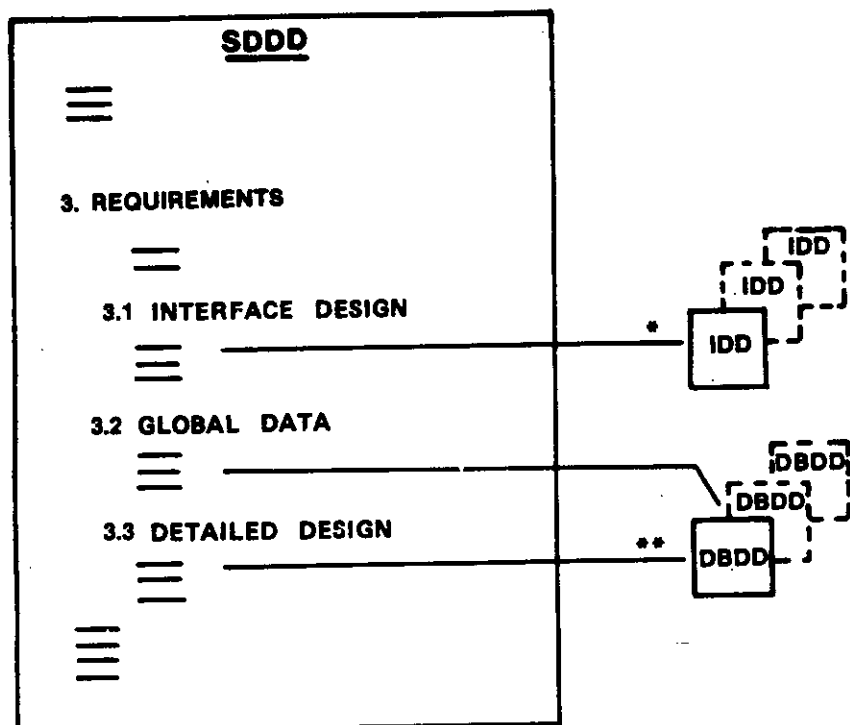 SDDD
3. REQUIREMENTS
IDD
IDD
3.1 INTERFACE DESIGN
*
IDD
3.2 GLOBAL DATA
DBDD
DBDD
3.3 DETAILED DESIGN
**
DBDD